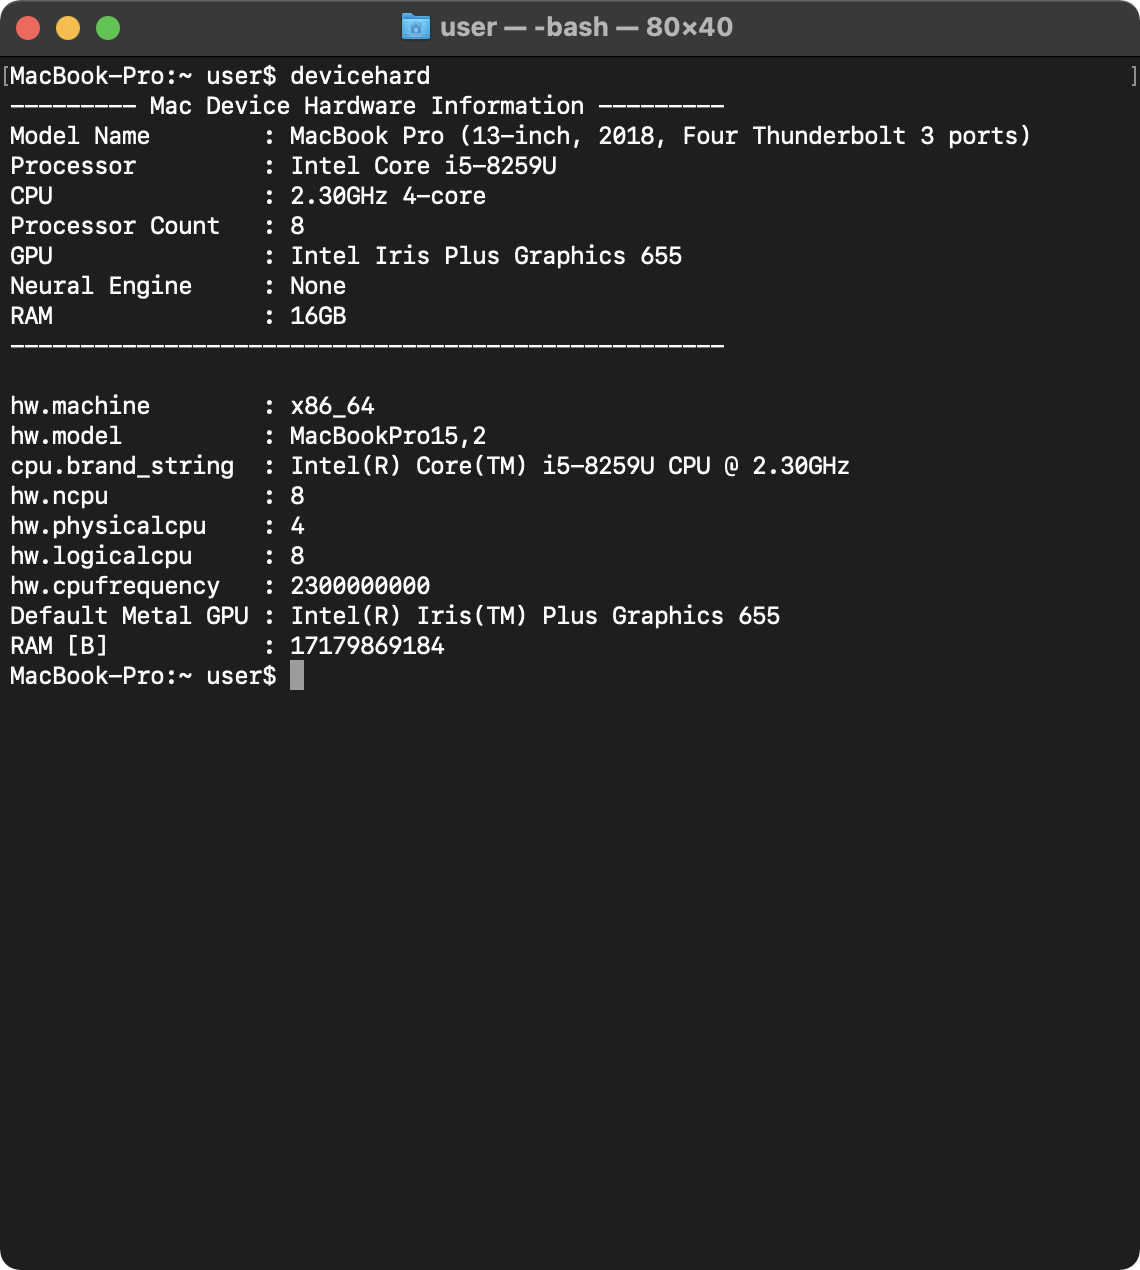 user — -bash — 80×40
[MacBook-Pro:~ user$ devicehard ]
--------- Mac Device Hardware Information ---------
Model Name        : MacBook Pro (13-inch, 2018, Four Thunderbolt 3 ports)
Processor         : Intel Core i5-8259U
CPU               : 2.30GHz 4-core
Processor Count   : 8
GPU               : Intel Iris Plus Graphics 655
Neural Engine     : None
RAM               : 16GB
---------------------------------------------------
hw.machine        : x86_64
hw.model          : MacBookPro15,2
cpu.brand_string  : Intel(R) Core(TM) i5-8259U CPU @ 2.30GHz
hw.ncpu           : 8
hw.physicalcpu    : 4
hw.logicalcpu     : 8
hw.cpufrequency   : 2300000000
Default Metal GPU : Intel(R) Iris(TM) Plus Graphics 655
RAM [B]           : 17179869184
MacBook-Pro:~ user$